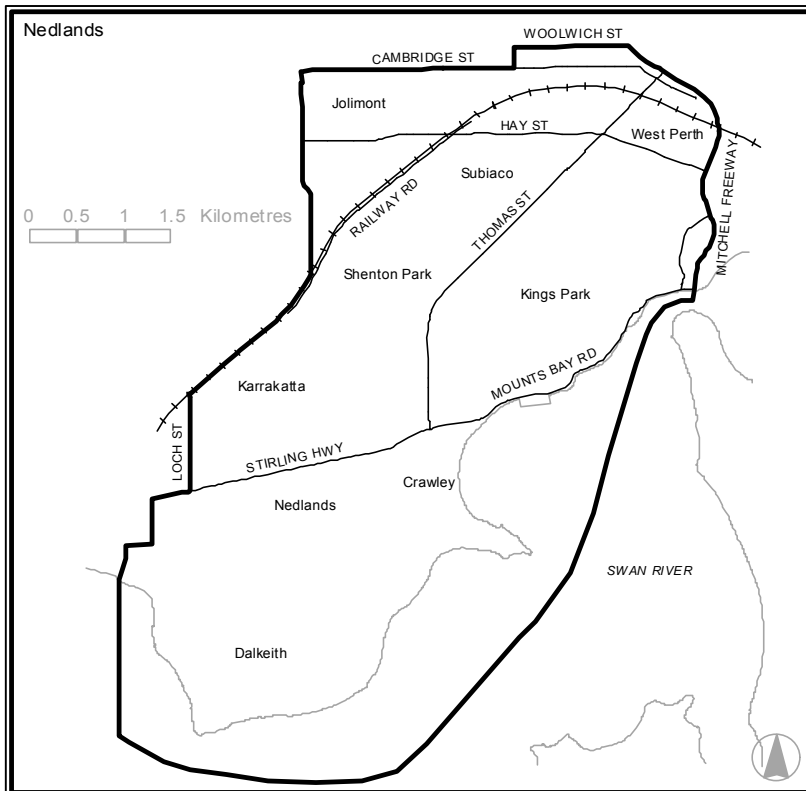 Nedlands
WOOLWICH ST
CAMBRIDGE ST
Jolimont
HAY ST
West Perth
Subiaco
RAILWAY RD
THOMAS ST
MITCHELL FREEWAY
0 0.5 1 1.5 Kilometres
Shenton Park
Kings Park
MOUNTS BAY RD
Karrakatta
LOCH ST
STIRLING HWY
Crawley
Nedlands
SWAN RIVER
Dalkeith